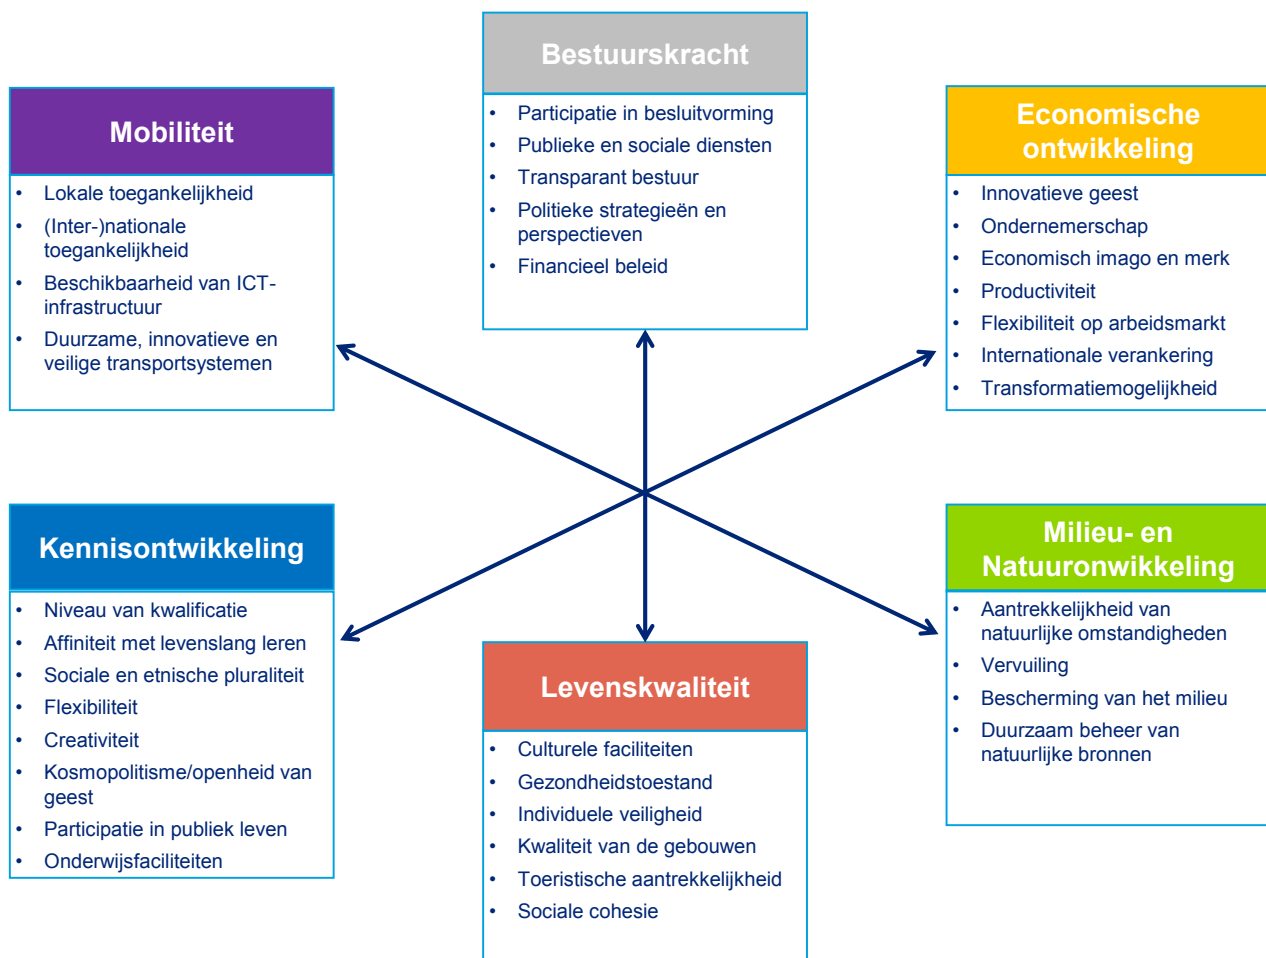 Bestuurskracht
• Participatie in besluitvorming
• Publieke en sociale diensten
• Transparant bestuur
• Politieke strategieën en
perspectieven
• Financieel beleid
Mobiliteit
• Lokale toegankelijkheid
• (Inter-)nationale
toegankelijkheid
• Beschikbaarheid van ICT-
infrastructuur
• Duurzame, innovatieve en
veilige transportsystemen
Economische
ontwikkeling
• Innovatieve geest
• Ondernemerschap
• Economisch imago en merk
• Productiviteit
• Flexibiliteit op arbeidsmarkt
• Internationale verankering
• Transformatiemogelijkheid
Kennisontwikkeling
• Niveau van kwalificatie
• Affiniteit met levenslang leren
• Sociale en etnische pluraliteit
• Flexibiliteit
• Creativiteit
• Kosmopolitisme/openheid van
geest
• Participatie in publiek leven
• Onderwijsfaciliteiten
Levenskwaliteit
• Culturele faciliteiten
• Gezondheidstoestand
• Individuele veiligheid
• Kwaliteit van de gebouwen
• Toeristische aantrekkelijkheid
• Sociale cohesie
Milieu- en
Natuuronwikkeling
• Aantrekkelijkheid van
natuurlijke omstandigheden
• Vervuiling
• Bescherming van het milieu
• Duurzaam beheer van
natuurlijke bronnen